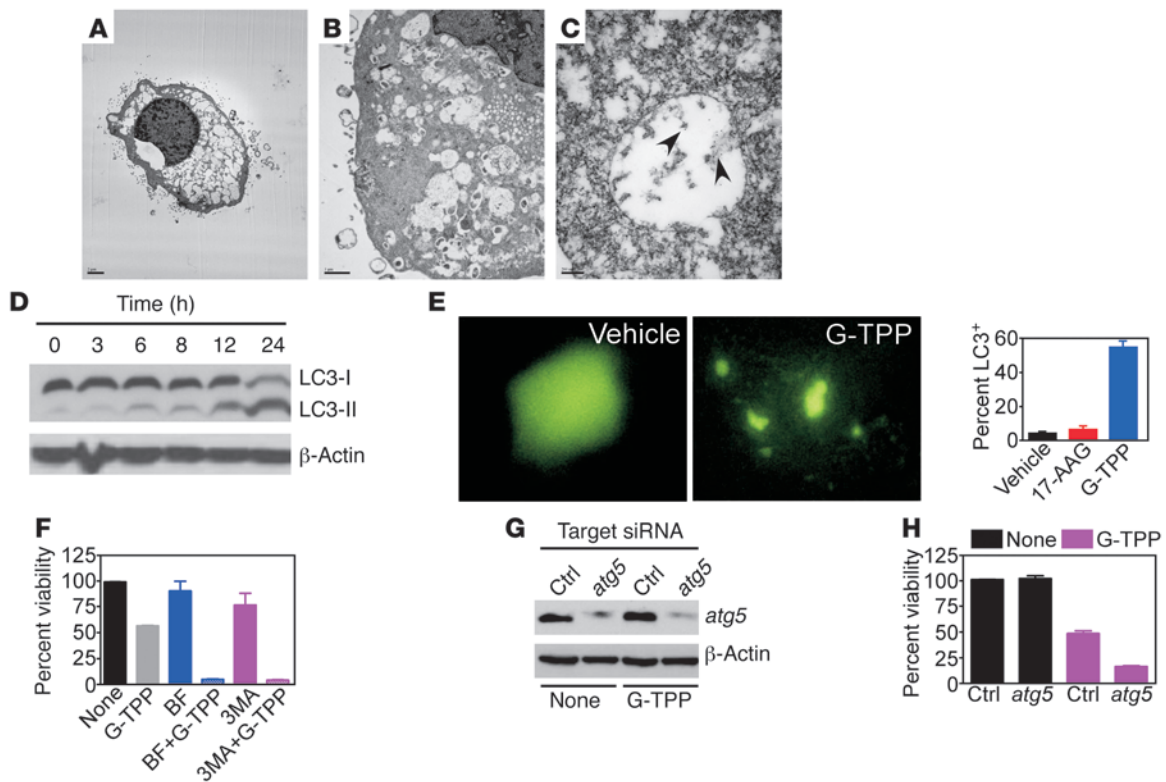 A
B
C
D
Time (h)
0 3 6 8 12 24
LC3-I
LC3-II
β-Actin
E
Vehicle
G-TPP
Percent LC3+
60
40
20
0
Vehicle
17-AAG
G-TPP
F
Percent viability
125
100
75
50
25
0
None
G-TPP
BF
BF+G-TPP
3MA
3MA+G-TPP
G
Target siRNA
Ctrl atg5 Ctrl atg5
atg5
β-Actin
None G-TPP
H
None G-TPP
Percent viability
125
100
75
50
25
0
Ctrl atg5 Ctrl atg5